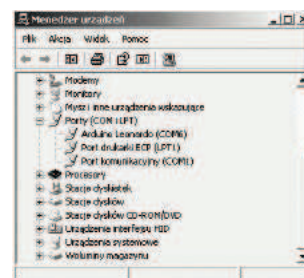 Menedżer urządzeń
Plik Akcja Widok Pomoc
Modemy
Monitory
Mysz i inne urządzenia wskazujące
Porty (COM i LPT)
Arduino Leonardo (COM6)
Port drukarki ECP (LPT1)
Port komunikacyjny (COM1)
Procesory
Stacje dyskietek
Stacje dysków
Stacje dysków CD-ROM/DVD
Urządzenia interfejsu HID
Urządzenia systemowe
Woluminy magazynu